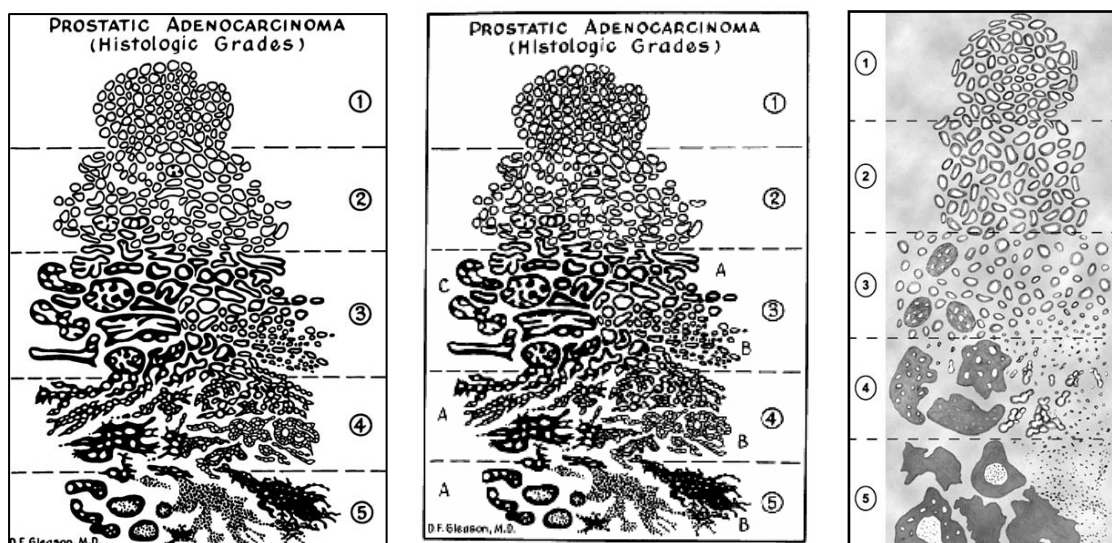 PROSTATIC ADENOCARCINOMA
(Histologic Grades)
1
2
3
4
5
D.F. Gleason, M.D.
PROSTATIC ADENOCARCINOMA
(Histologic Grades)
1
2
A
C
3
B
A
4
B
A
5
B
D.F. Gleason, M.D.
1
2
3
4
5